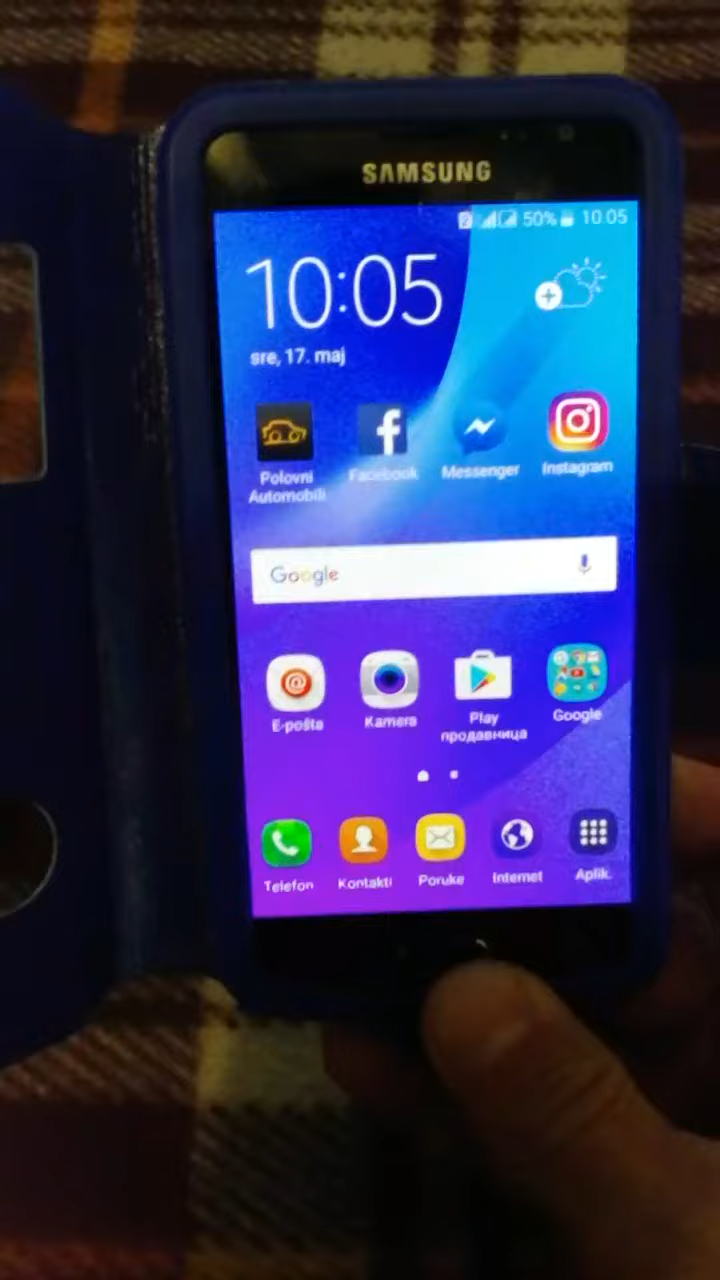 SAMSUNG
50% 10:05
10:05
sre, 17. maj
Polovni
Automobili
Facebook
Messenger
Instagram
Google
E-pošta
Kamera
Play
продавница
Google
Telefon
Kontakti
Poruke
Internet
Aplik.